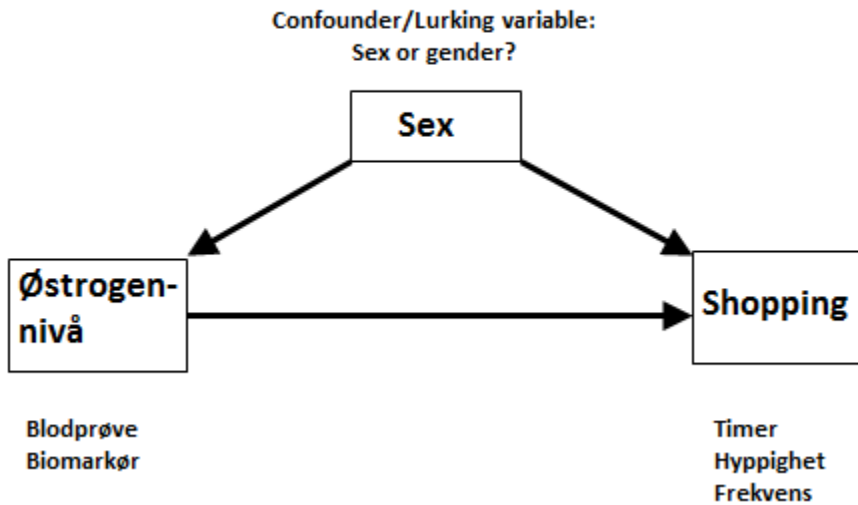 Confounder/Lurking variable:
Sex or gender?
Sex
Østrogen-
nivå
Shopping
Blodprøve
Biomarkør
Timer
Hyppighet
Frekvens